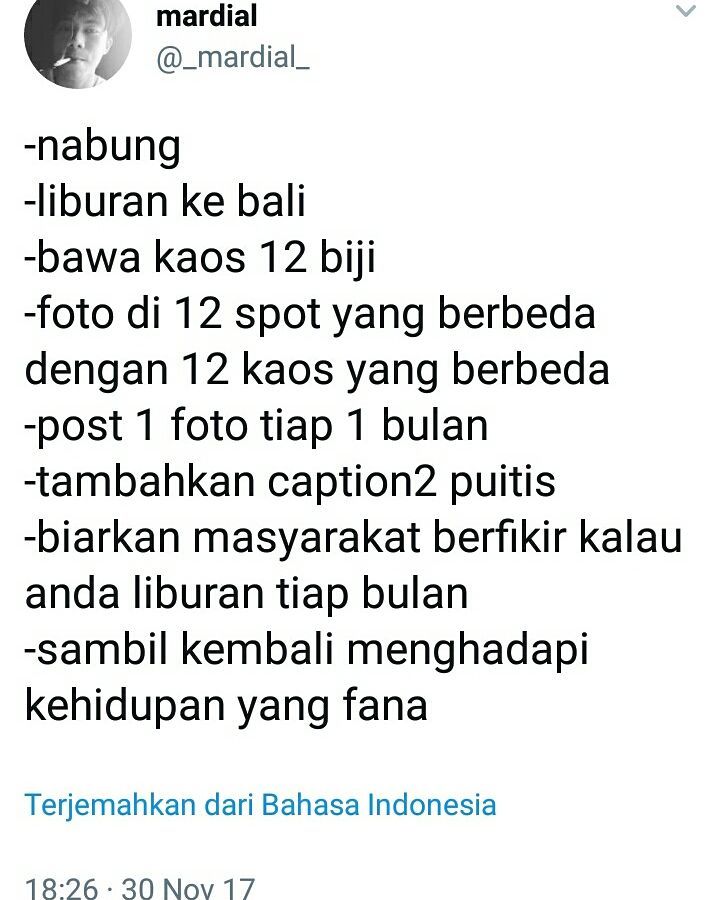 mardial
@_mardial_
-nabung
-liburan ke bali
-bawa kaos 12 biji
-foto di 12 spot yang berbeda
dengan 12 kaos yang berbeda
-post 1 foto tiap 1 bulan
-tambahkan caption2 puitis
-biarkan masyarakat berfikir kalau
anda liburan tiap bulan
-sambil kembali menghadapi
kehidupan yang fana
Terjemahkan dari Bahasa Indonesia
18:26 · 30 Nov 17